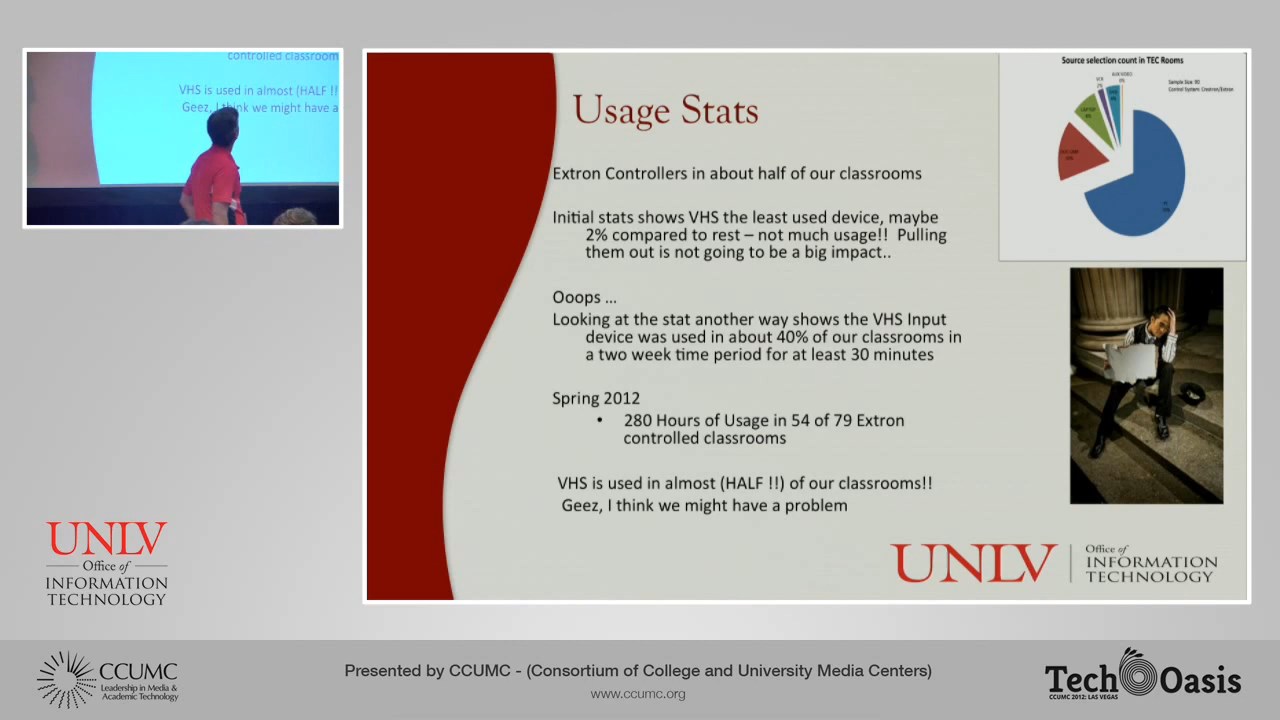 controlled classroom
VHS is used in almost (HALF !!
Geez, I think we might have a
Usage Stats
Extron Controllers in about half of our classrooms
Initial stats shows VHS the least used device, maybe
2% compared to rest – not much usage!! Pulling
them out is not going to be a big impact..
Ooops ...
Looking at the stat another way shows the VHS Input
device was used in about 40% of our classrooms in
a two week time period for at least 30 minutes
Spring 2012
• 280 Hours of Usage in 54 of 79 Extron
controlled classrooms
VHS is used in almost (HALF !!) of our classrooms!!
Geez, I think we might have a problem
Source selection count in TEC Rooms
Sample Size: 90
Control System: Crestron/Extron
VCR
UNLV
Office of
INFORMATION
TECHNOLOGY
UNLV
Office of
INFORMATION
TECHNOLOGY
CCUMC
Leadership in Media &
Academic Technology
Presented by CCUMC - (Consortium of College and University Media Centers)
www.ccumc.org
Tech Oasis
CCUMC 2012: LAS VEGAS